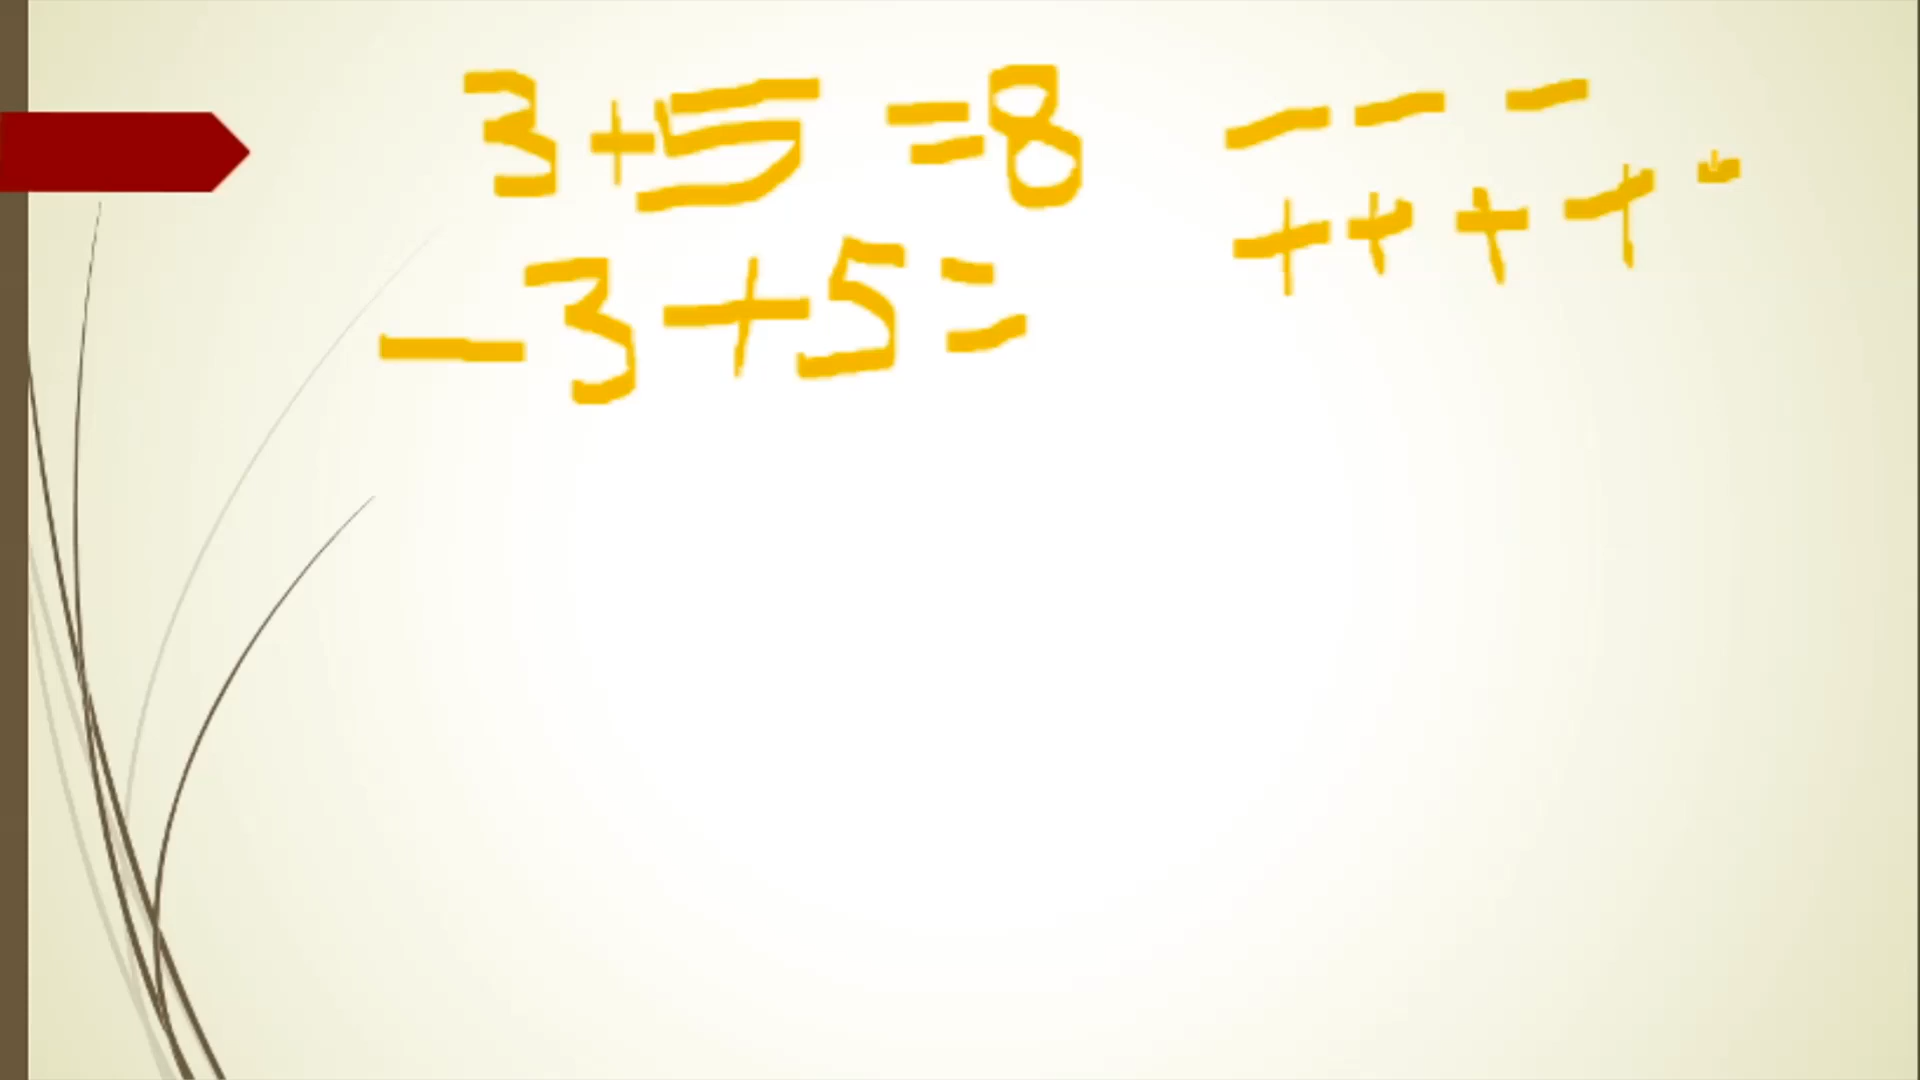 3+5 =8
- - -
-3+5=
+ + + + +